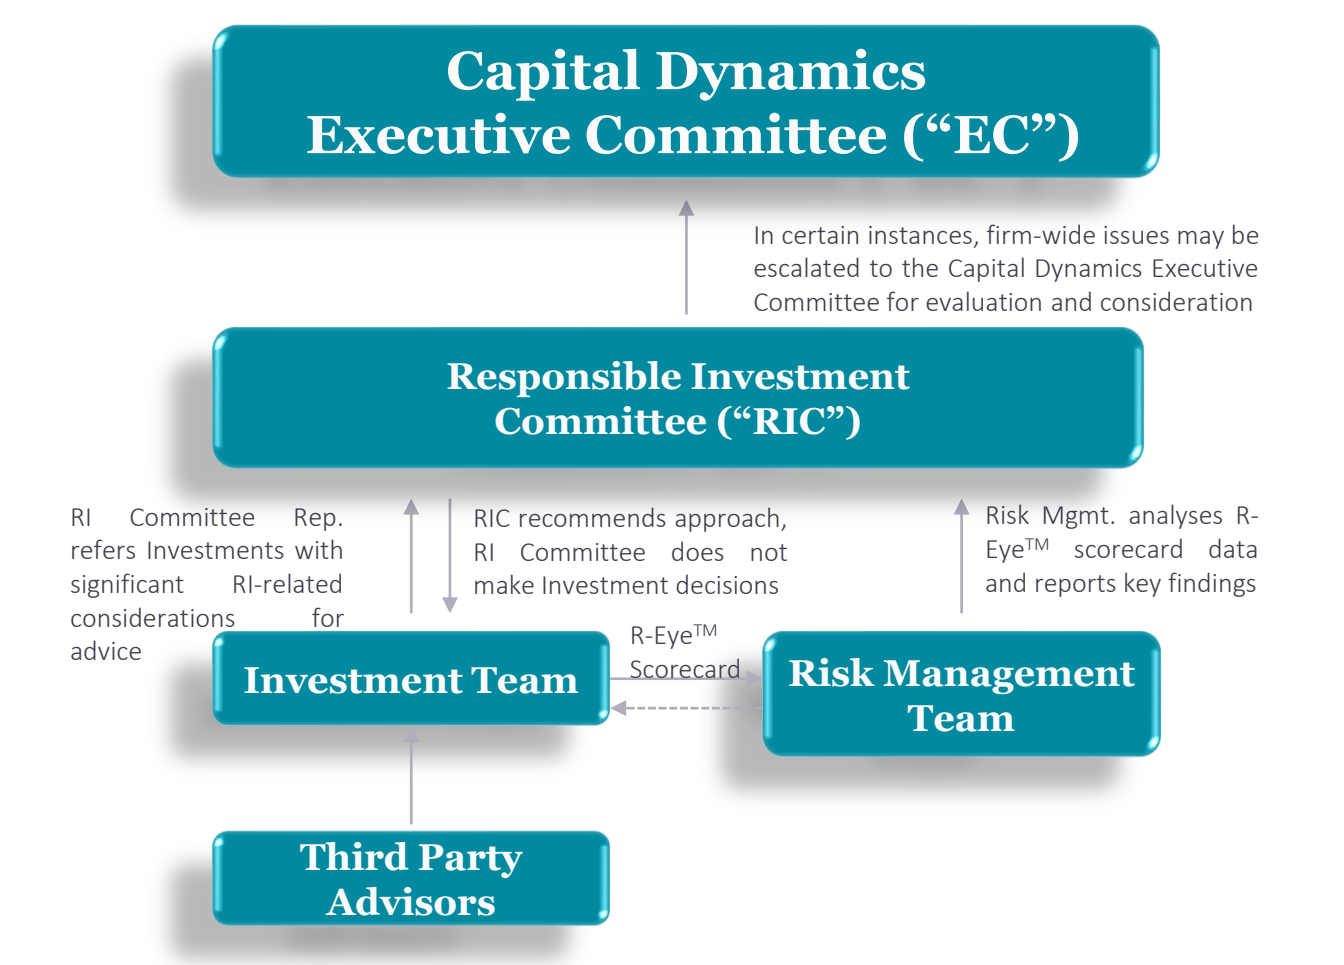 Capital Dynamics
Executive Committee (“EC”)
In certain instances, firm-wide issues may be
escalated to the Capital Dynamics Executive
Committee for evaluation and consideration
Responsible Investment
Committee (“RIC”)
RI Committee Rep.
refers Investments with
significant RI-related
considerations for
advice
RIC recommends approach,
RI Committee does not
make Investment decisions
Risk Mgmt. analyses R-
Eye™ scorecard data
and reports key findings
R-Eye™
Scorecard
Investment Team
Risk Management
Team
Third Party
Advisors